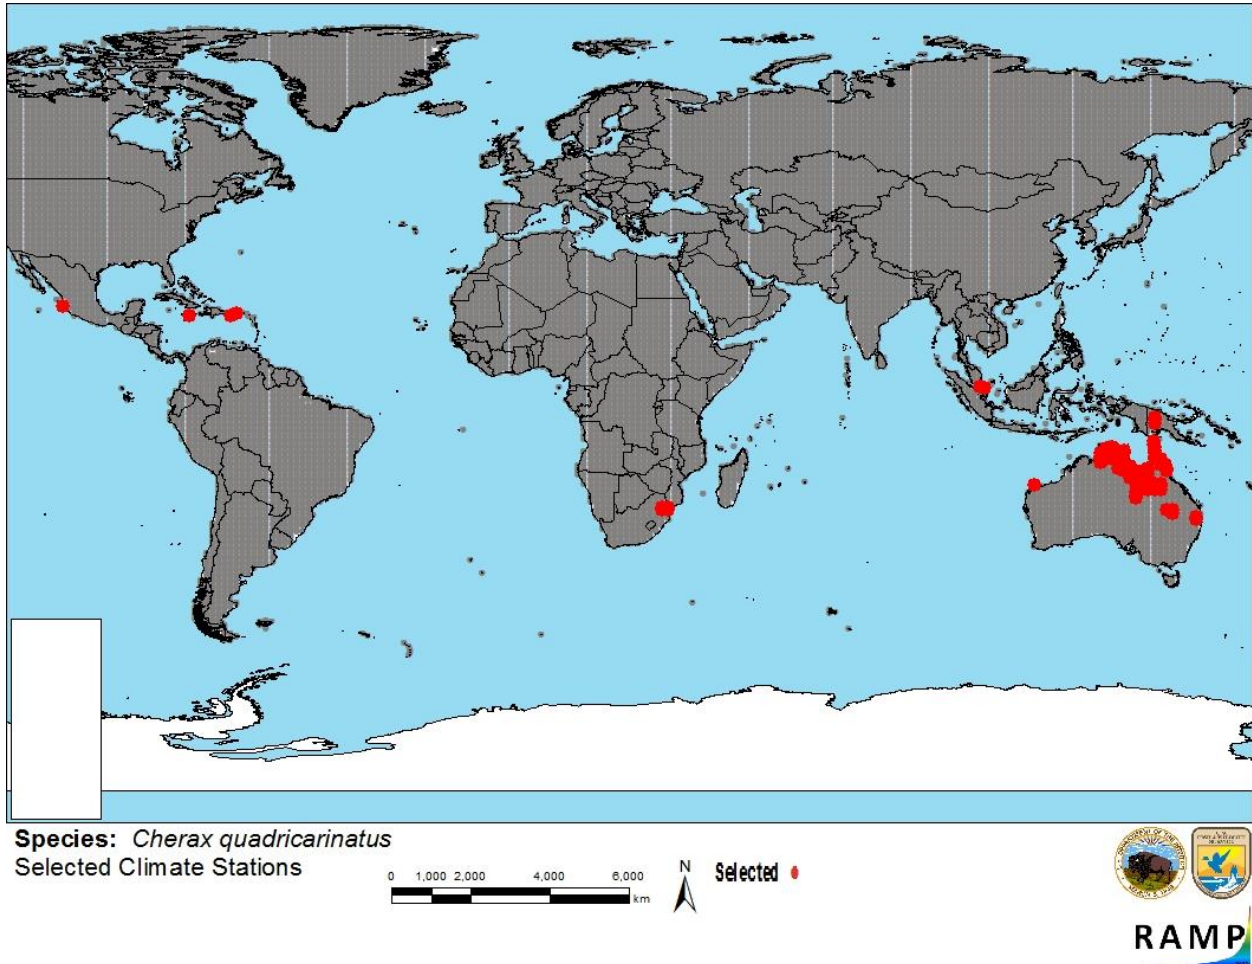 Species: Cherax quadricarinatus
Selected Climate Stations
0 1,000 2,000 4,000 6,000
km
N
Selected
RAMP